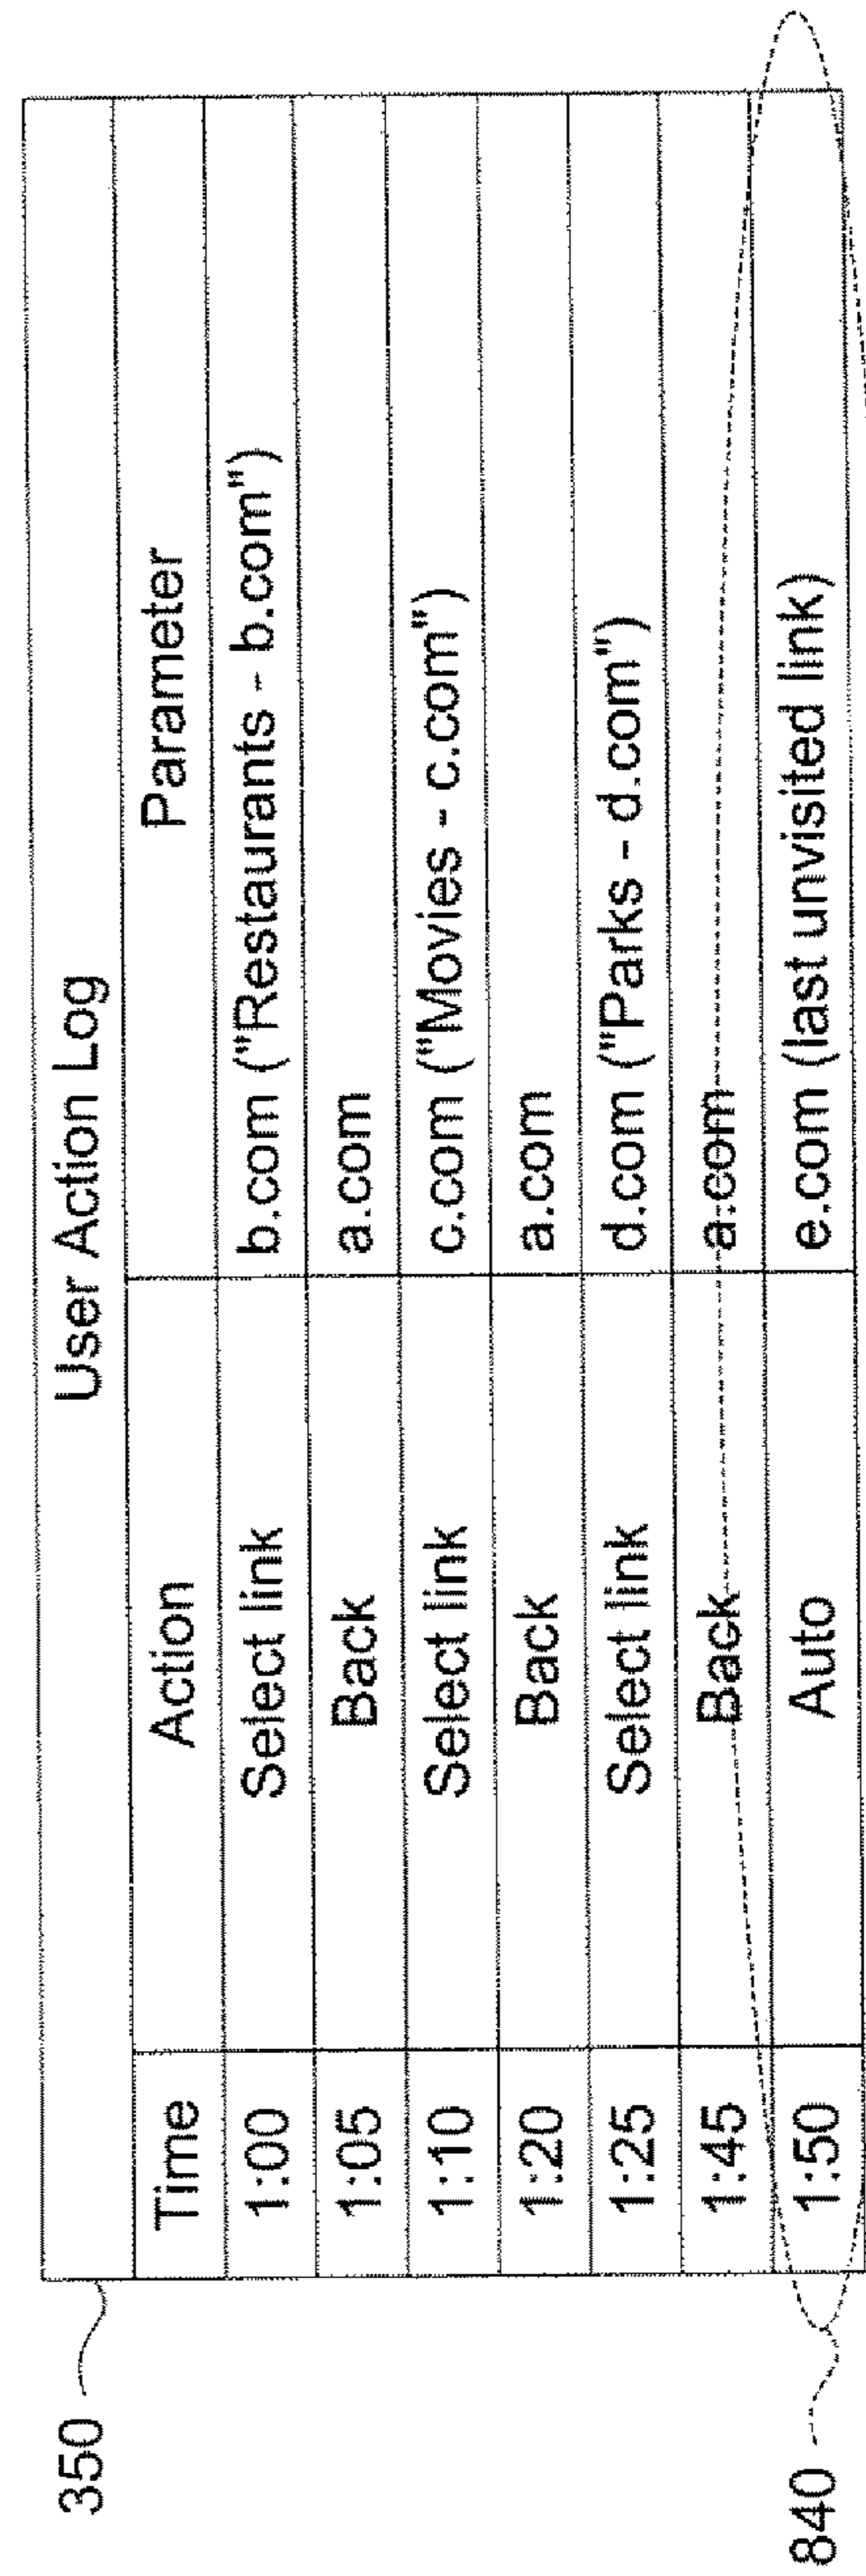 350
User Action Log
Time Action Parameter
1:00 Select link b.com ("Restaurants - b.com")
1:05 Back a.com
1:10 Select link c.com ("Movies - c.com")
1:20 Back a.com
1:25 Select link d.com ("Parks - d.com")
1:45 Back a.com
1:50 Auto e.com (last unvisited link)
840